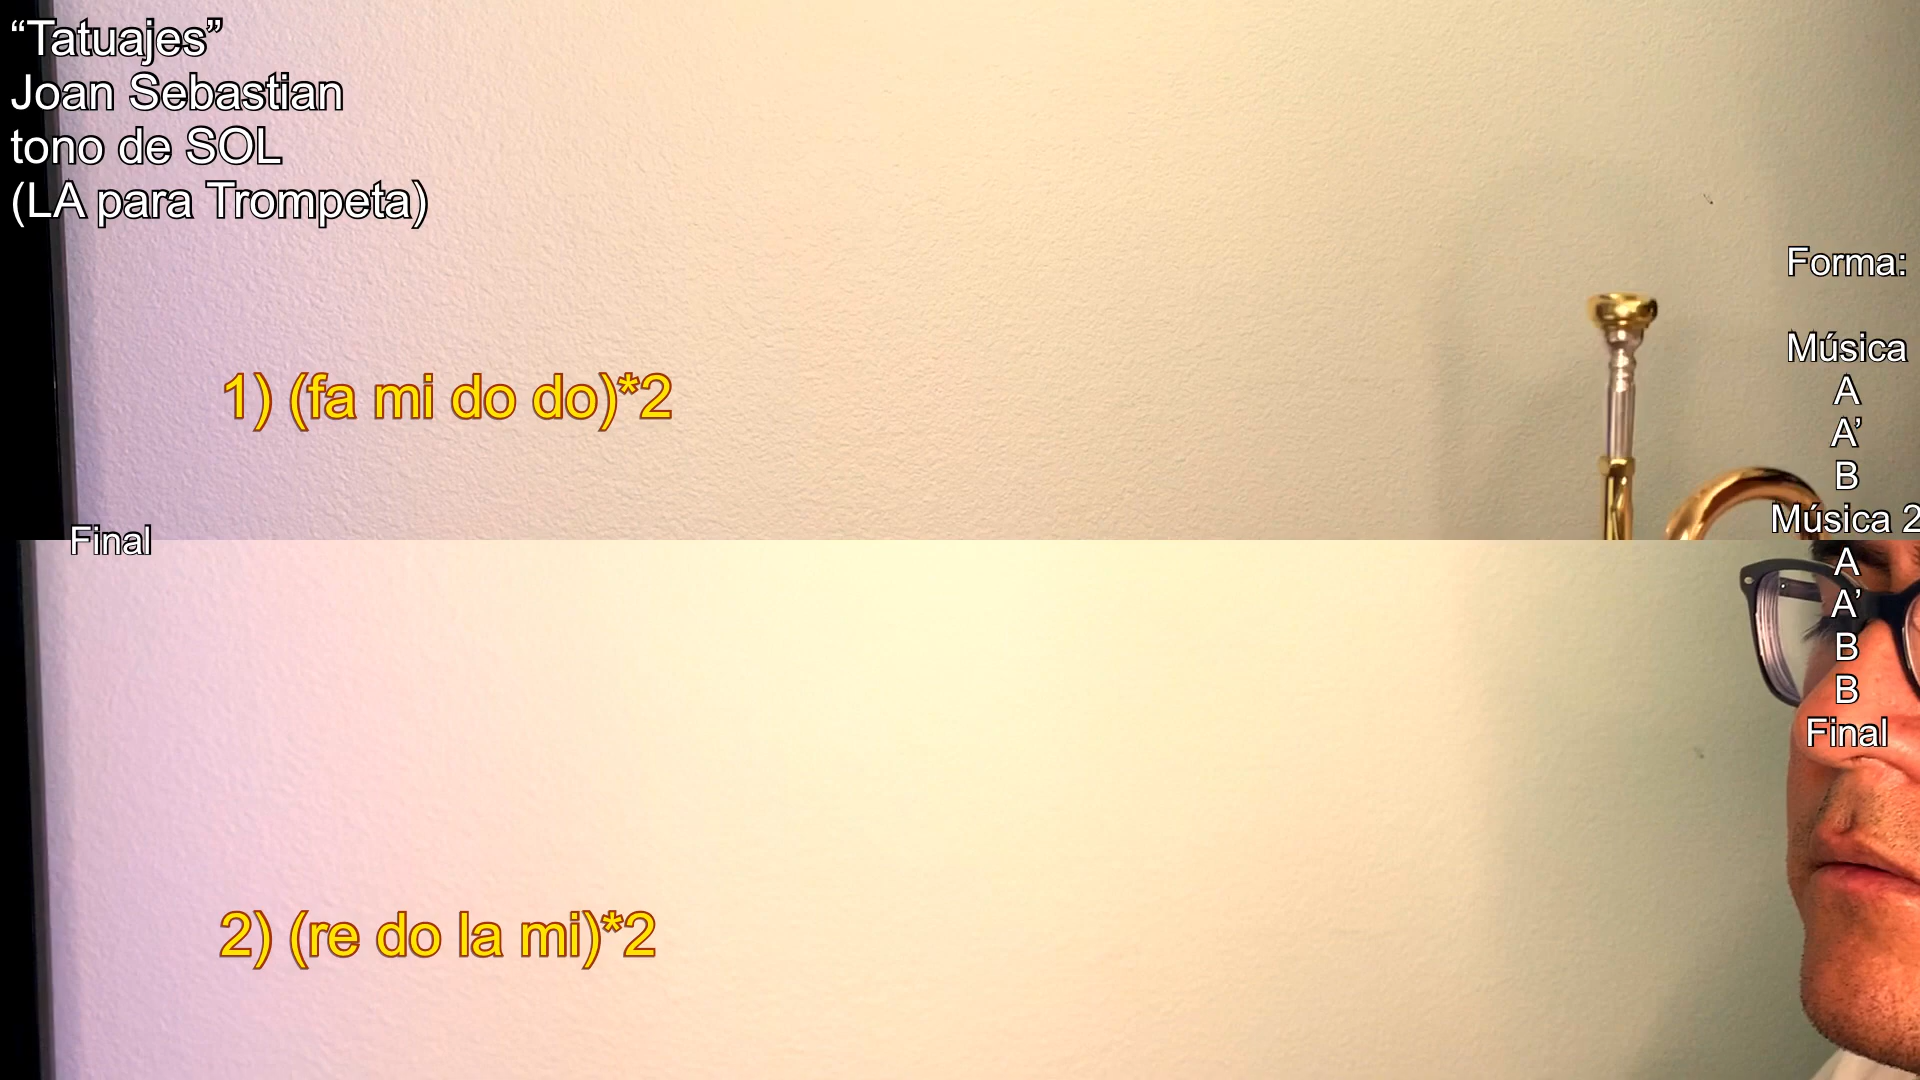 “Tatuajes”
Joan Sebastian
tono de SOL
(LA para Trompeta)
1) (fa mi do do)*2
Final
2) (re do la mi)*2
Forma:
Música
A
A’
B
Música 2
A
A’
B
B
Final